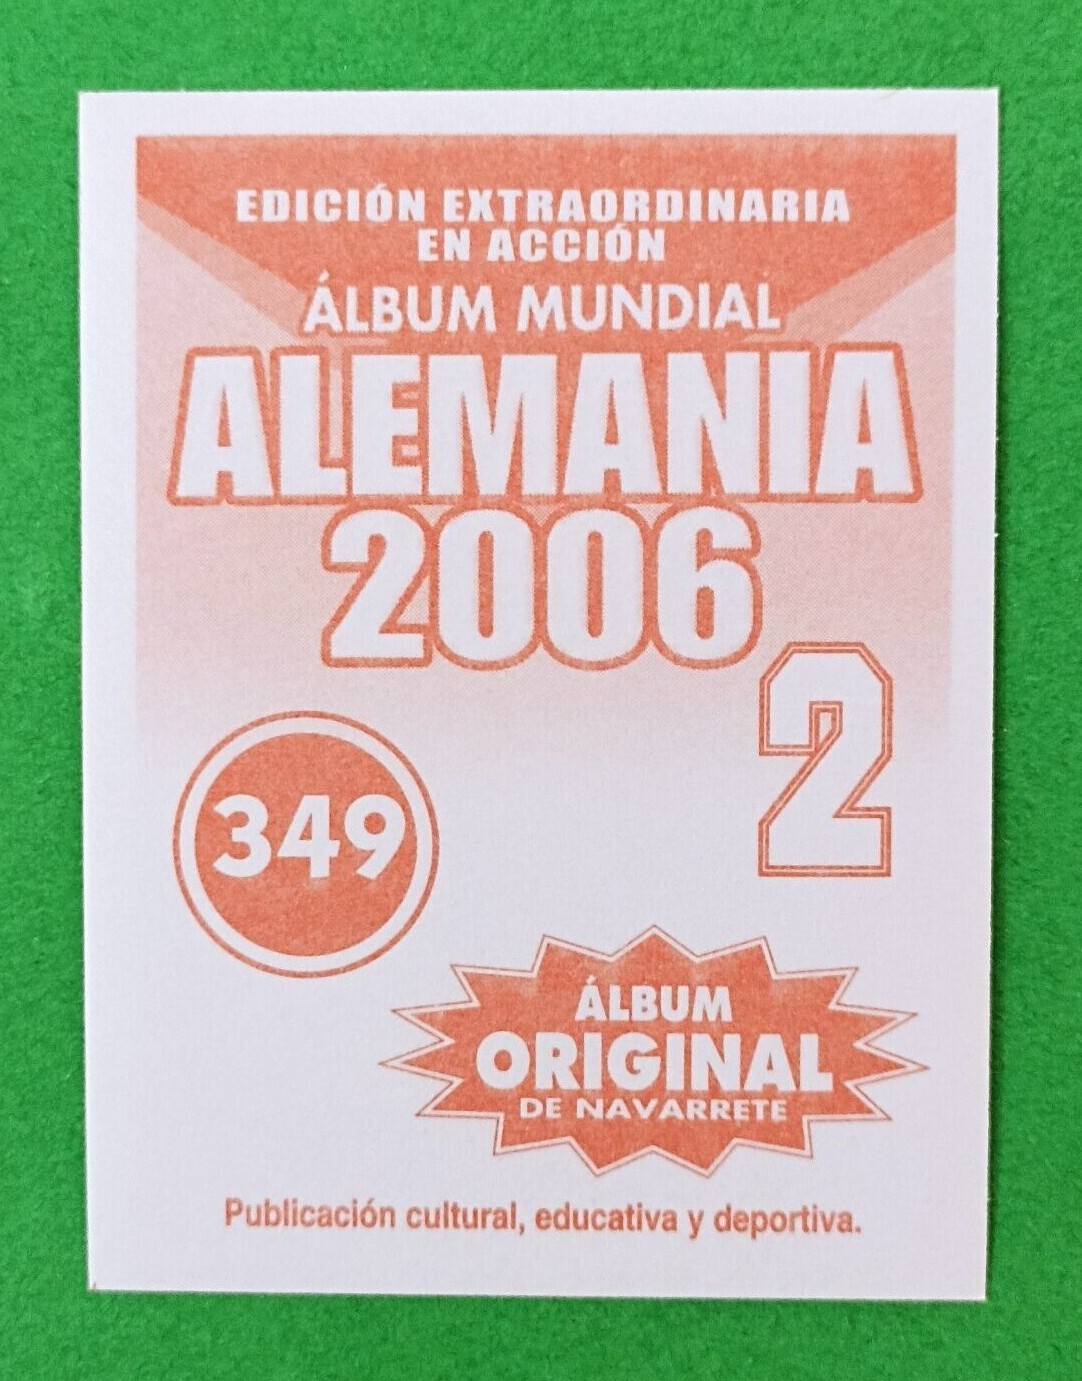 EDICIÓN EXTRAORDINARIA
EN ACCIÓN
ÁLBUM MUNDIAL
ALEMANIA
2006
2
349
ÁLBUM
ORIGINAL
DE NAVARRETE
Publicación cultural, educativa y deportiva.